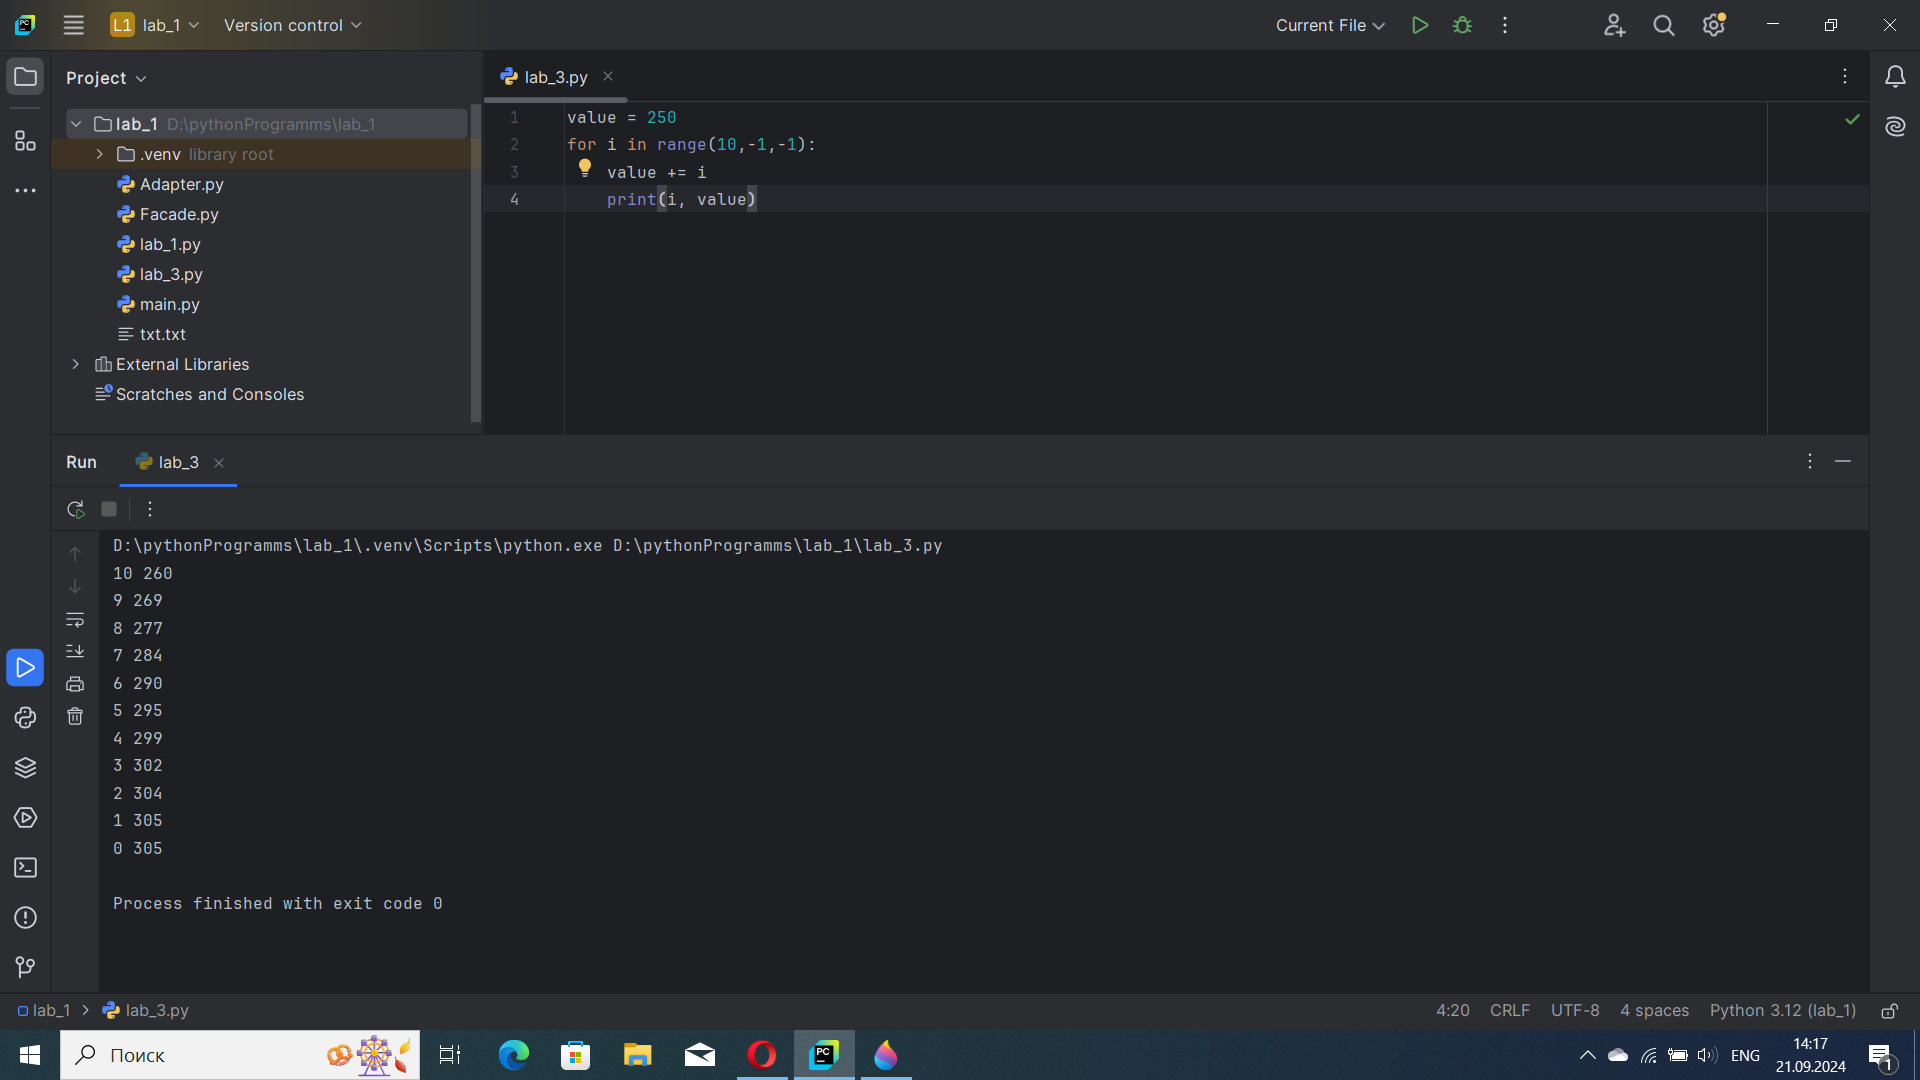 L1 lab_1 Version control Current File
Project
lab_1 D:\pythonProgramms\lab_1
.venv library root
Adapter.py
Facade.py
lab_1.py
lab_3.py
main.py
txt.txt
External Libraries
Scratches and Consoles
lab_3.py
1 value = 250
2 for i in range(10,-1,-1):
3 value += i
4 print(i, value)
Run lab_3
D:\pythonProgramms\lab_1\.venv\Scripts\python.exe D:\pythonProgramms\lab_1\lab_3.py
10 260
9 269
8 277
7 284
6 290
5 295
4 299
3 302
2 304
1 305
0 305
Process finished with exit code 0
lab_1 > lab_3.py 4:20 CRLF UTF-8 4 spaces Python 3.12 (lab_1)
Поиск
PC
ENG
14:17
21.09.2024
1